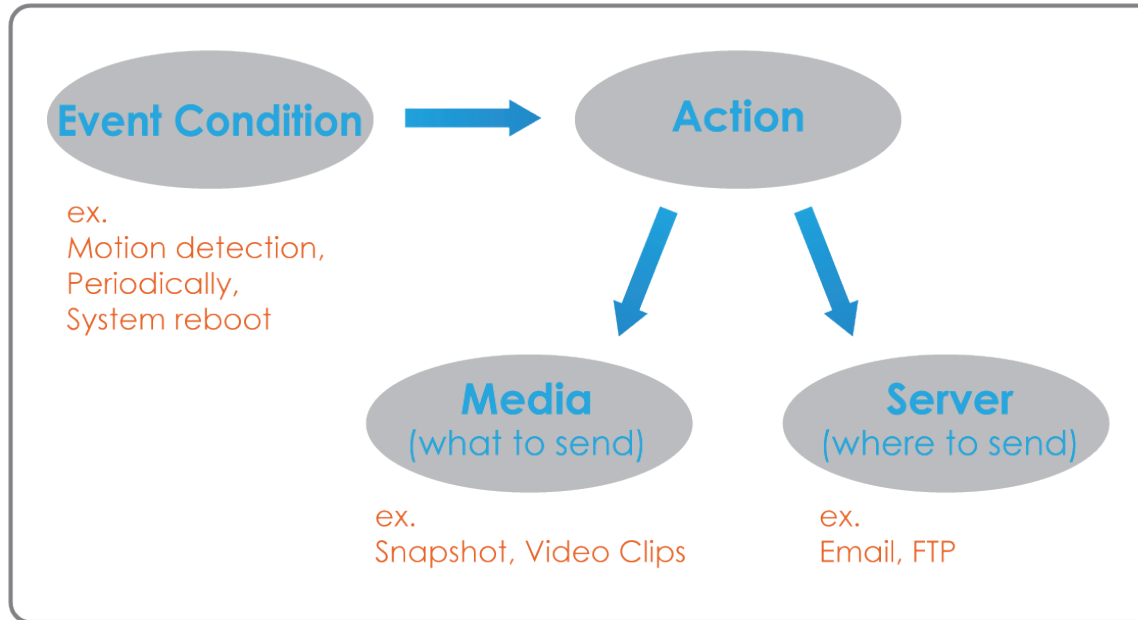 Event Condition
Action
ex.
Motion detection,
Periodically,
System reboot
Media
(what to send)
Server
(where to send)
ex.
Snapshot, Video Clips
ex.
Email, FTP